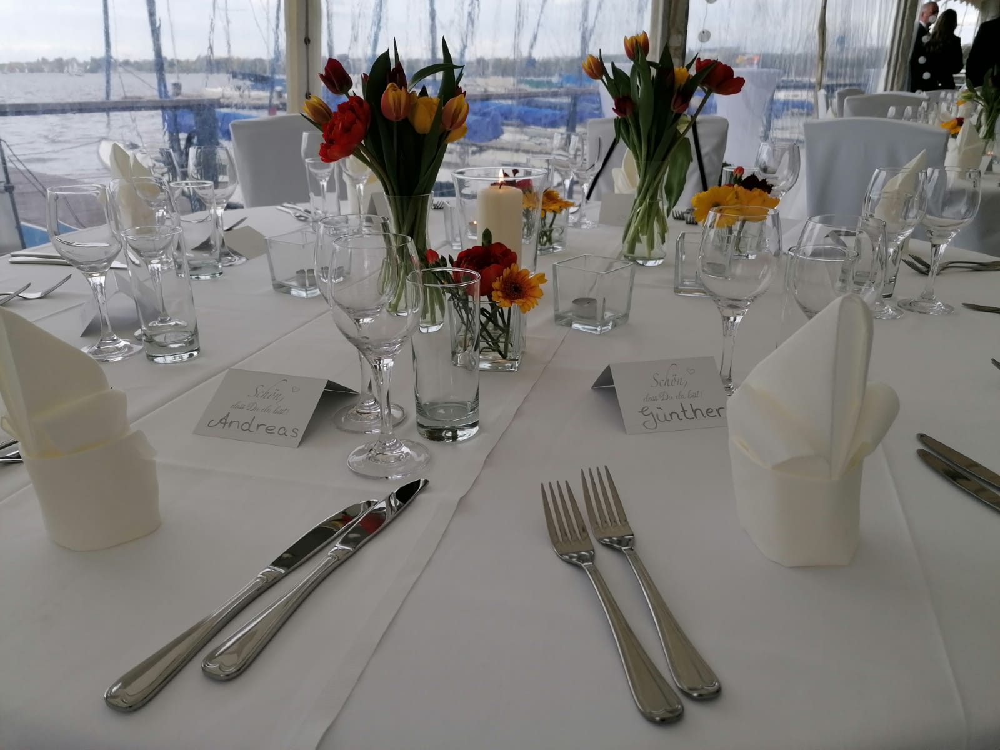 Schön,
dass Du da bist!
Andreas
Schön,
dass Du da bist!
Günther